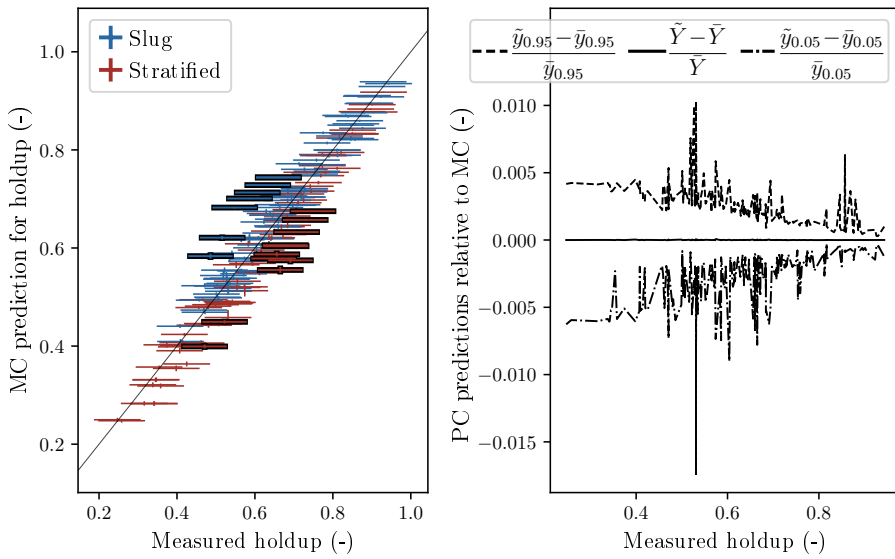 MC prediction for holdup (-)
1.0
0.8
0.6
0.4
0.2
Slug
Stratified
0.2 0.4 0.6 0.8 1.0
Measured holdup (-)
PC predictions relative to MC (-)
ỹ0.95−ȳ0.95 / ȳ0.95
Ỹ−Ȳ / Ȳ
ỹ0.05−ȳ0.05 / ȳ0.05
0.010
0.005
0.000
−0.005
−0.010
−0.015
0.4 0.6 0.8
Measured holdup (-)